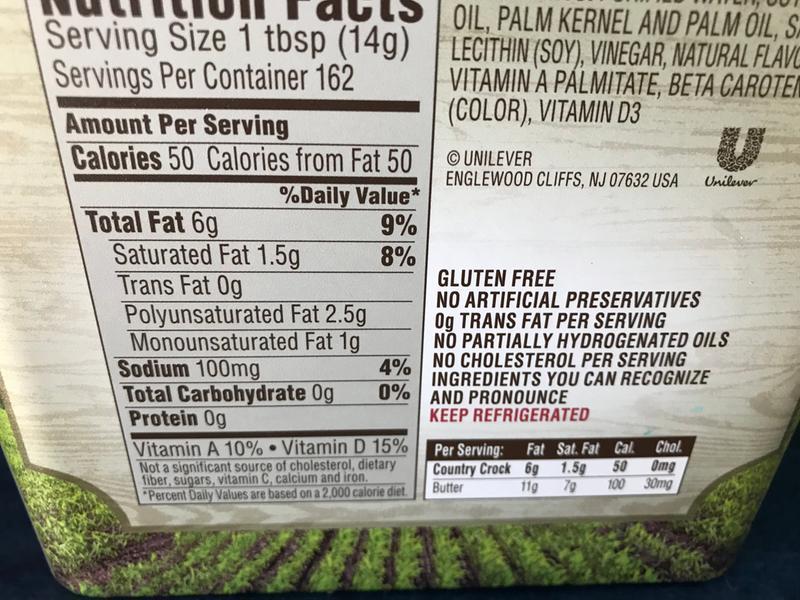 Nutrition Facts
Serving Size 1 tbsp (14g)
Servings Per Container 162
Amount Per Serving
Calories 50 Calories from Fat 50
%Daily Value*
Total Fat 6g 9%
Saturated Fat 1.5g 8%
Trans Fat 0g
Polyunsaturated Fat 2.5g
Monounsaturated Fat 1g
Sodium 100mg 4%
Total Carbohydrate 0g 0%
Protein 0g
Vitamin A 10% • Vitamin D 15%
Not a significant source of cholesterol, dietary
fiber, sugars, vitamin C, calcium and iron.
*Percent Daily Values are based on a 2,000 calorie diet.
OIL, PALM KERNEL AND PALM OIL,
LECITHIN (SOY), VINEGAR, NATURAL
VITAMIN A PALMITATE, BETA
(COLOR), VITAMIN D3
© UNILEVER
ENGLEWOOD CLIFFS, NJ 07632 USA
Unilever
GLUTEN FREE
NO ARTIFICIAL PRESERVATIVES
0g TRANS FAT PER SERVING
NO PARTIALLY HYDROGENATED OILS
NO CHOLESTEROL PER SERVING
INGREDIENTS YOU CAN RECOGNIZE
AND PRONOUNCE
KEEP REFRIGERATED
Per Serving: Fat Sat. Fat Cal. Chol.
Country Crock 6g 1.5g 50 0mg
Butter 11g 7g 100 30mg